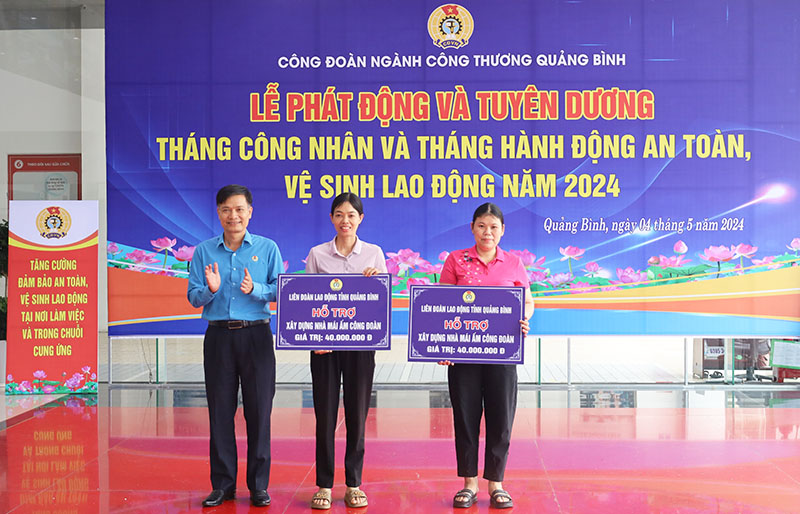 CÔNG ĐOÀN NGÀNH CÔNG THƯƠNG QUẢNG BÌNH
LỄ PHÁT ĐỘNG VÀ TUYÊN DƯƠNG
THÁNG CÔNG NHÂN VÀ THÁNG HÀNH ĐỘNG AN TOÀN,
VỆ SINH LAO ĐỘNG NĂM 2024
Quảng Bình, ngày 04 tháng 5 năm 2024
TĂNG CƯỜNG
ĐẢM BẢO AN TOÀN,
VỆ SINH LAO ĐỘNG
TẠI NƠI LÀM VIỆC
VÀ TRONG CHUỖI
CUNG ỨNG
LIÊN ĐOÀN LAO ĐỘNG TỈNH QUẢNG BÌNH
HỖ TRỢ
XÂY DỰNG NHÀ MÁI ẤM CÔNG ĐOÀN
GIÁ TRỊ: 40.000.000 Đ
LIÊN ĐOÀN LAO ĐỘNG TỈNH QUẢNG BÌNH
HỖ TRỢ
XÂY DỰNG NHÀ MÁI ẤM CÔNG ĐOÀN
GIÁ TRỊ: 40.000.000 Đ